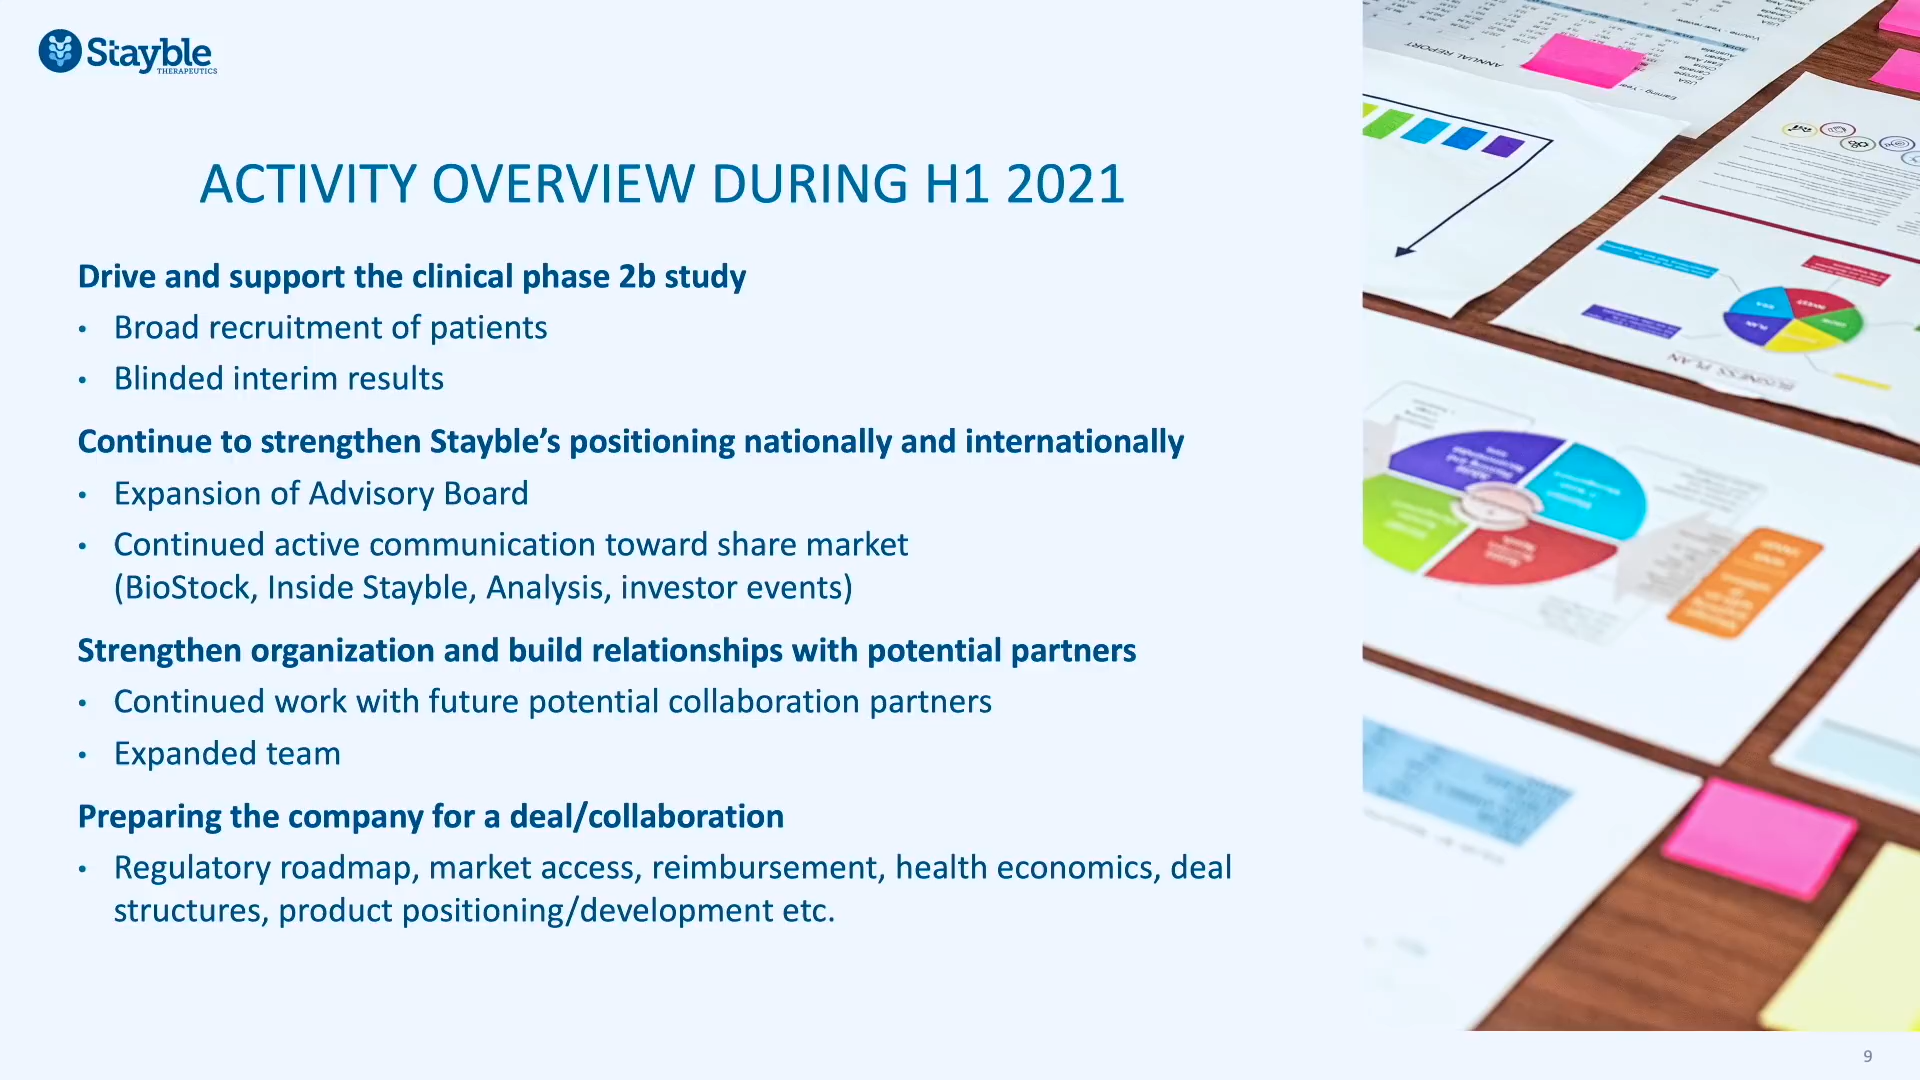 Stayble
THERAPEUTICS
ACTIVITY OVERVIEW DURING H1 2021
Drive and support the clinical phase 2b study
• Broad recruitment of patients
• Blinded interim results
Continue to strengthen Stayble’s positioning nationally and internationally
• Expansion of Advisory Board
• Continued active communication toward share market
(BioStock, Inside Stayble, Analysis, investor events)
Strengthen organization and build relationships with potential partners
• Continued work with future potential collaboration partners
• Expanded team
Preparing the company for a deal/collaboration
• Regulatory roadmap, market access, reimbursement, health economics, deal
structures, product positioning/development etc.
ANNUAL REPORT
BUSINESS PLAN
9